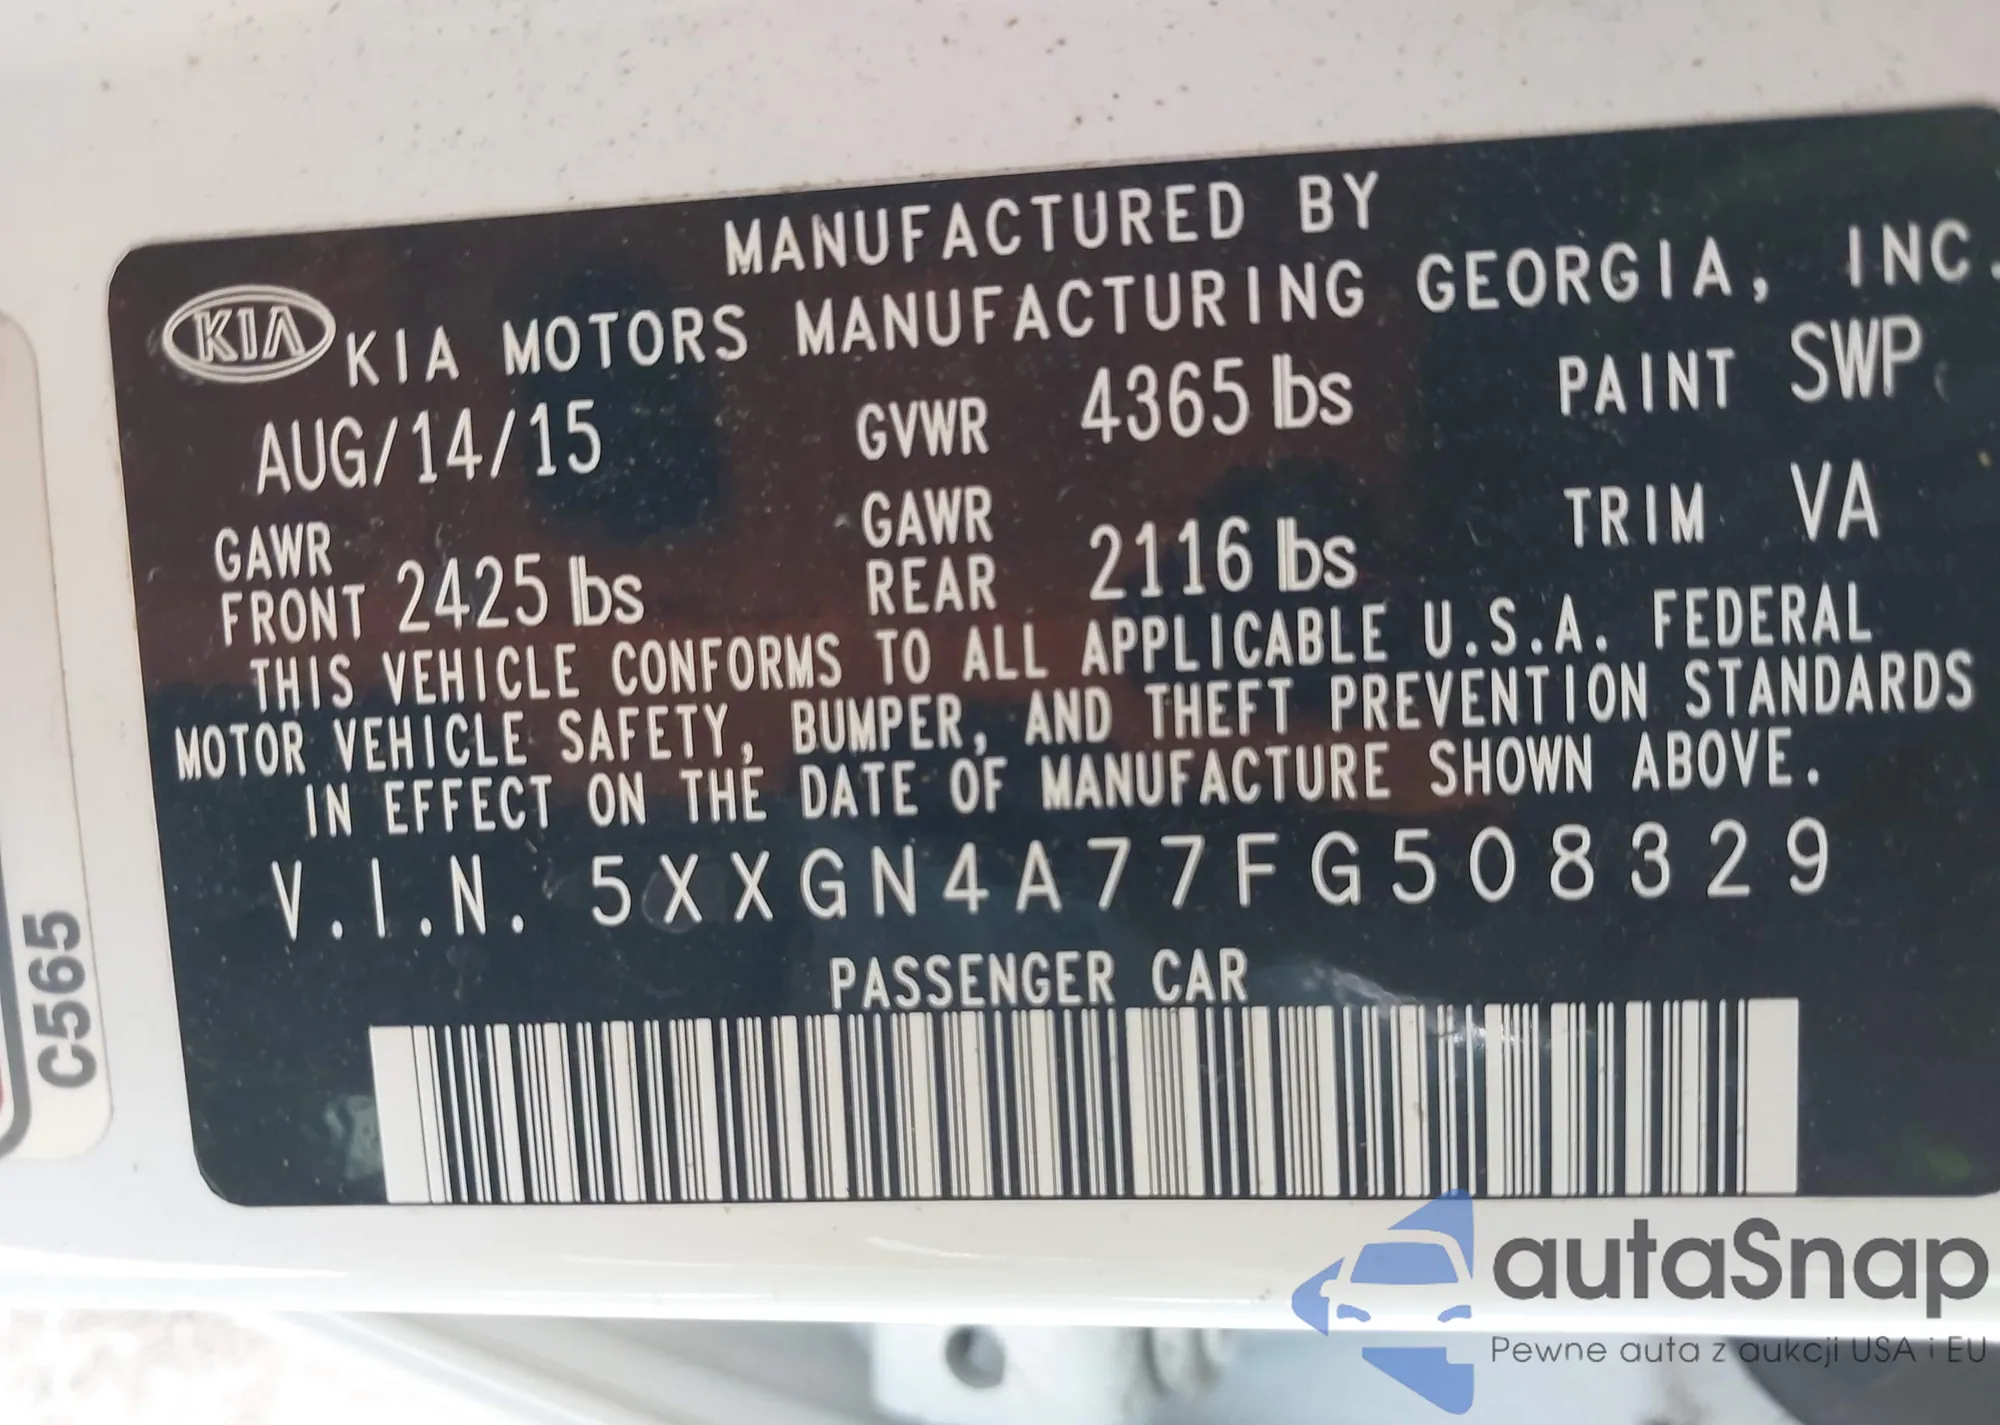 MANUFACTURED BY
KIA KIA MOTORS MANUFACTURING GEORGIA, INC.
AUG/14/15 GVWR 4365 lbs PAINT SWP
GAWR FRONT 2425 lbs GAWR REAR 2116 lbs TRIM VA
THIS VEHICLE CONFORMS TO ALL APPLICABLE U.S.A. FEDERAL
MOTOR VEHICLE SAFETY, BUMPER, AND THEFT PREVENTION STANDARDS
IN EFFECT ON THE DATE OF MANUFACTURE SHOWN ABOVE.
V.I.N. 5XXGN4A77FG508329
PASSENGER CAR
C565
autaSnap
Pewne auta z aukcji USA i EU